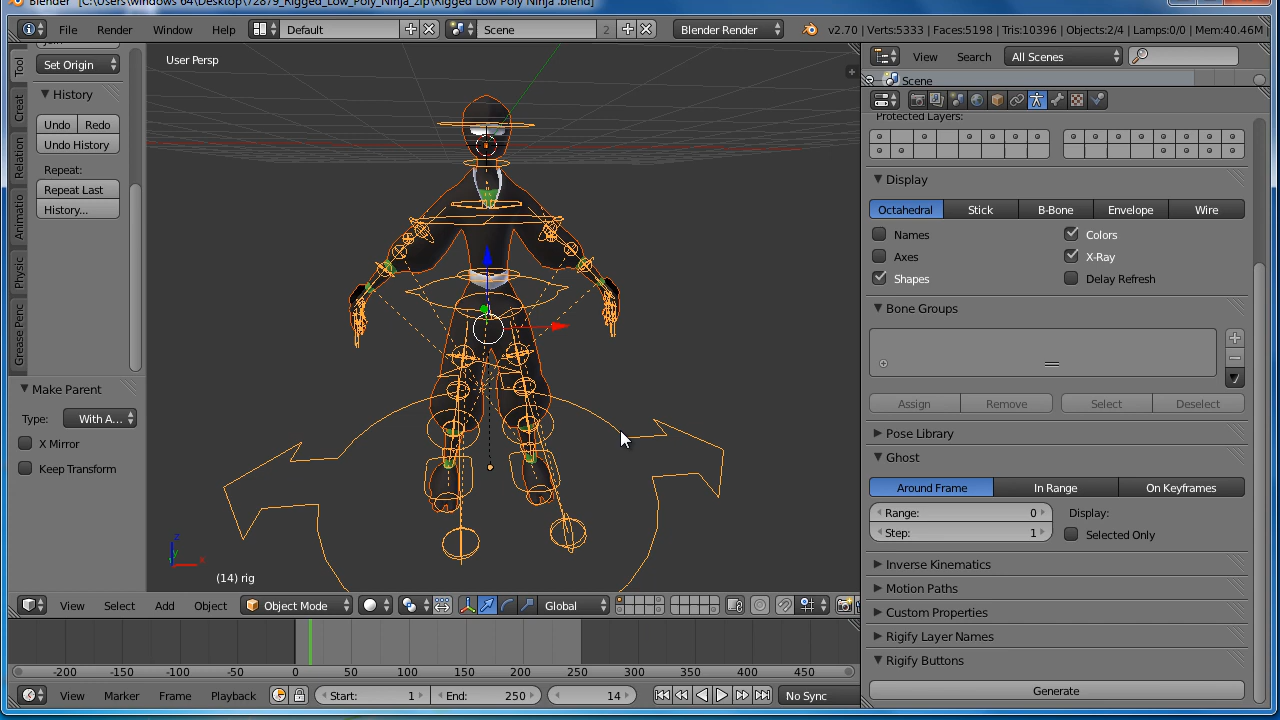 Blender [C:\Users\windows 64\Desktop\72879_Rigged_Low_Poly_Ninja_zip\Rigged Low Poly Ninja .blend]
File Render Window Help Default Scene 2 Blender Render v2.70 | Verts:5333 | Faces:5198 | Tris:10396 | Objects:2/4 | Lamps:0/0 | Mem:40.46M
Set Origin
User Persp
View Search All Scenes
Scene
Tool
Creat
Relation
Animatio
Physic
Grease Penc
History
Undo Redo
Undo History
Repeat:
Repeat Last
History...
Make Parent
Type: With A...
X Mirror
Keep Transform
z
y
x
(14) rig
Protected Layers:
Display
Octahedral Stick B-Bone Envelope Wire
Names Colors
Axes X-Ray
Shapes Delay Refresh
Bone Groups
Assign Remove Select Deselect
Pose Library
Ghost
Around Frame In Range On Keyframes
Range: 0 Display:
Step: 1 Selected Only
Inverse Kinematics
Motion Paths
Custom Properties
Rigify Layer Names
Rigify Buttons
Generate
View Select Add Object Object Mode Global
-200 -150 -100 -50 0 50 100 150 200 250 300 350 400 450
View Marker Frame Playback Start: 1 End: 250 14 No Sync